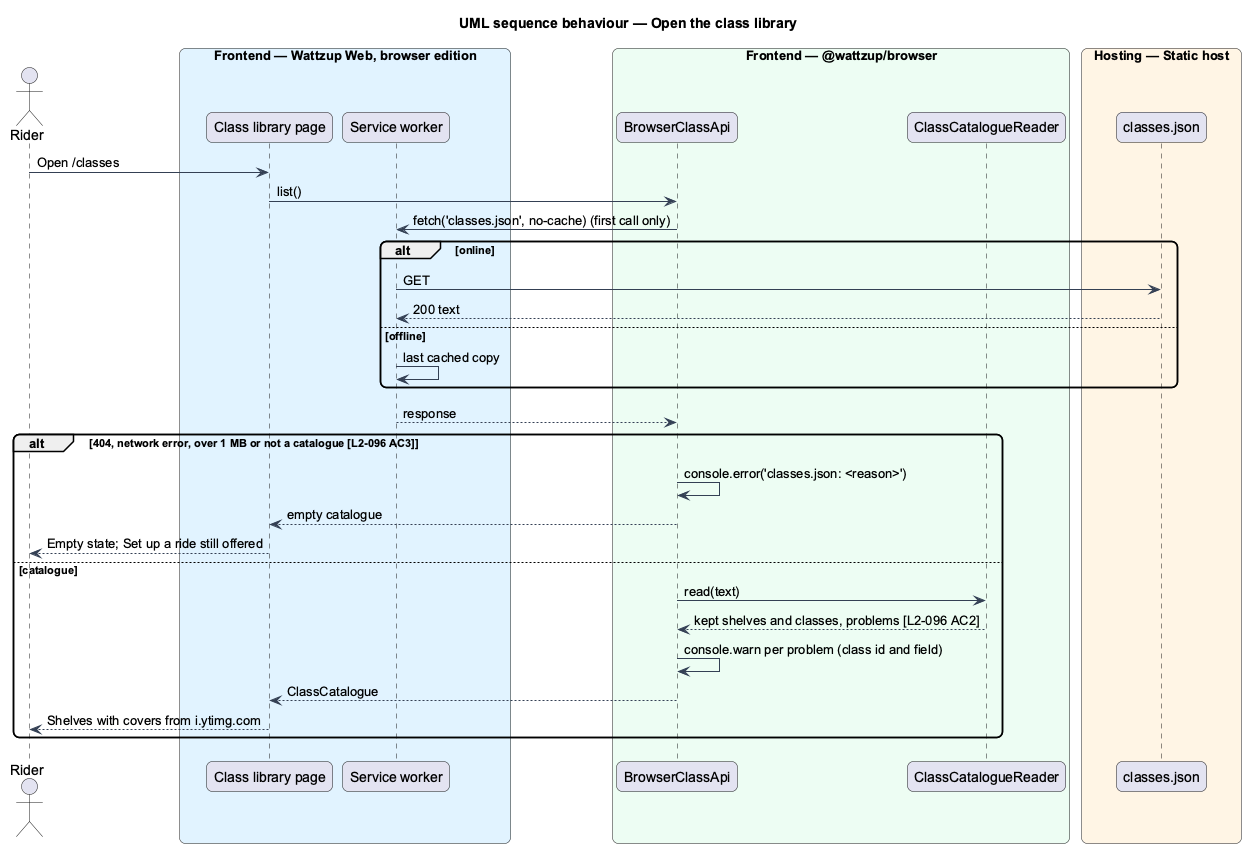 UML sequence behaviour — Open the class library
Frontend — Wattzup Web, browser edition
Frontend — @wattzup/browser
Hosting — Static host
Rider
Class library page
Service worker
BrowserClassApi
ClassCatalogueReader
classes.json
Open /classes
list()
fetch('classes.json', no-cache) (first call only)
alt
[online]
GET
200 text
[offline]
last cached copy
response
alt
[404, network error, over 1 MB or not a catalogue [L2-096 AC3]]
console.error('classes.json: <reason>')
empty catalogue
Empty state; Set up a ride still offered
[catalogue]
read(text)
kept shelves and classes, problems [L2-096 AC2]
console.warn per problem (class id and field)
ClassCatalogue
Shelves with covers from i.ytimg.com
Rider
Class library page
Service worker
BrowserClassApi
ClassCatalogueReader
classes.json